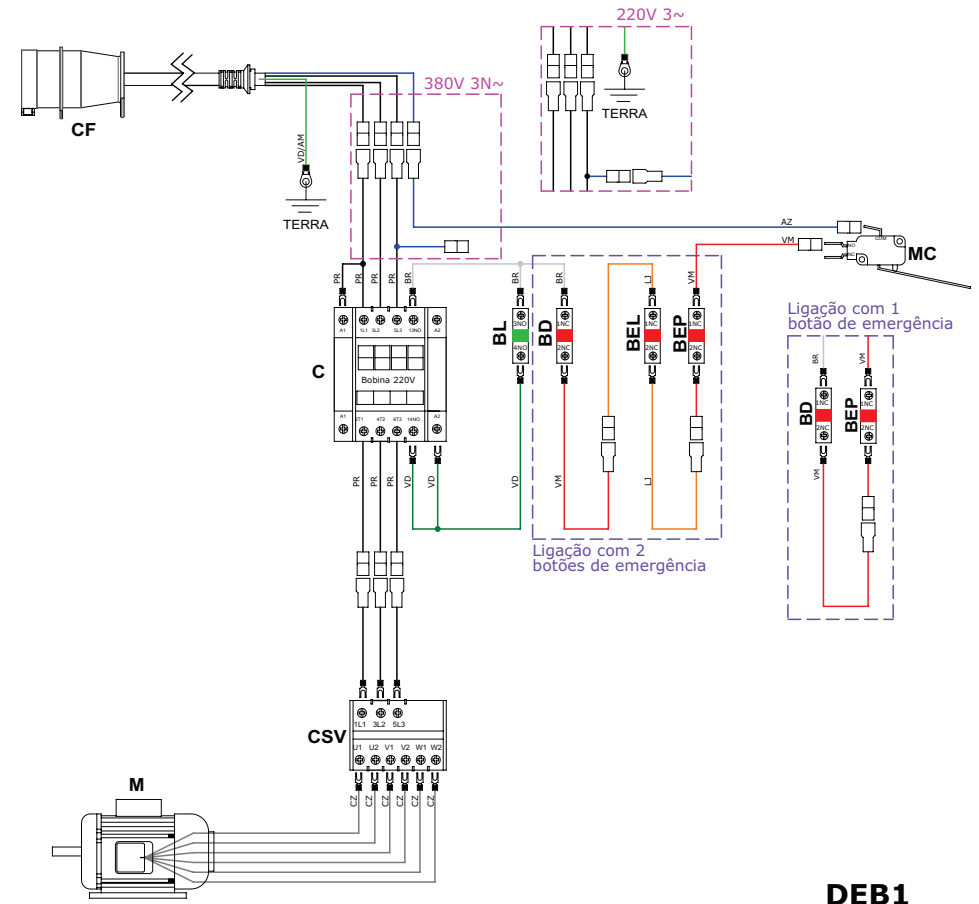 220V 3~
TERRA
CF
380V 3N~
VD/AM
TERRA
AZ
VM
COM
NO
NC
MC
PR
PR
PR
PR
BR
BR
BR
LJ
VM
A1
1L1
3L2
5L3
13NO
A2
C
Bobina 220V
A1
2T1
4T2
6T3
14NO
A2
BL
3NO
4NO
BD
1NC
2NC
BEL
1NC
2NC
BEP
1NC
2NC
Ligação com 1
botão de emergência
BR
VM
BD
1NC
2NC
BEP
1NC
2NC
VM
PR
PR
PR
VD
VD
VD
VM
LJ
Ligação com 2
botões de emergência
CSV
1L1
3L2
5L3
U1
U2
V1
V2
W1
W2
CZ
CZ
CZ
CZ
CZ
CZ
M
DEB1